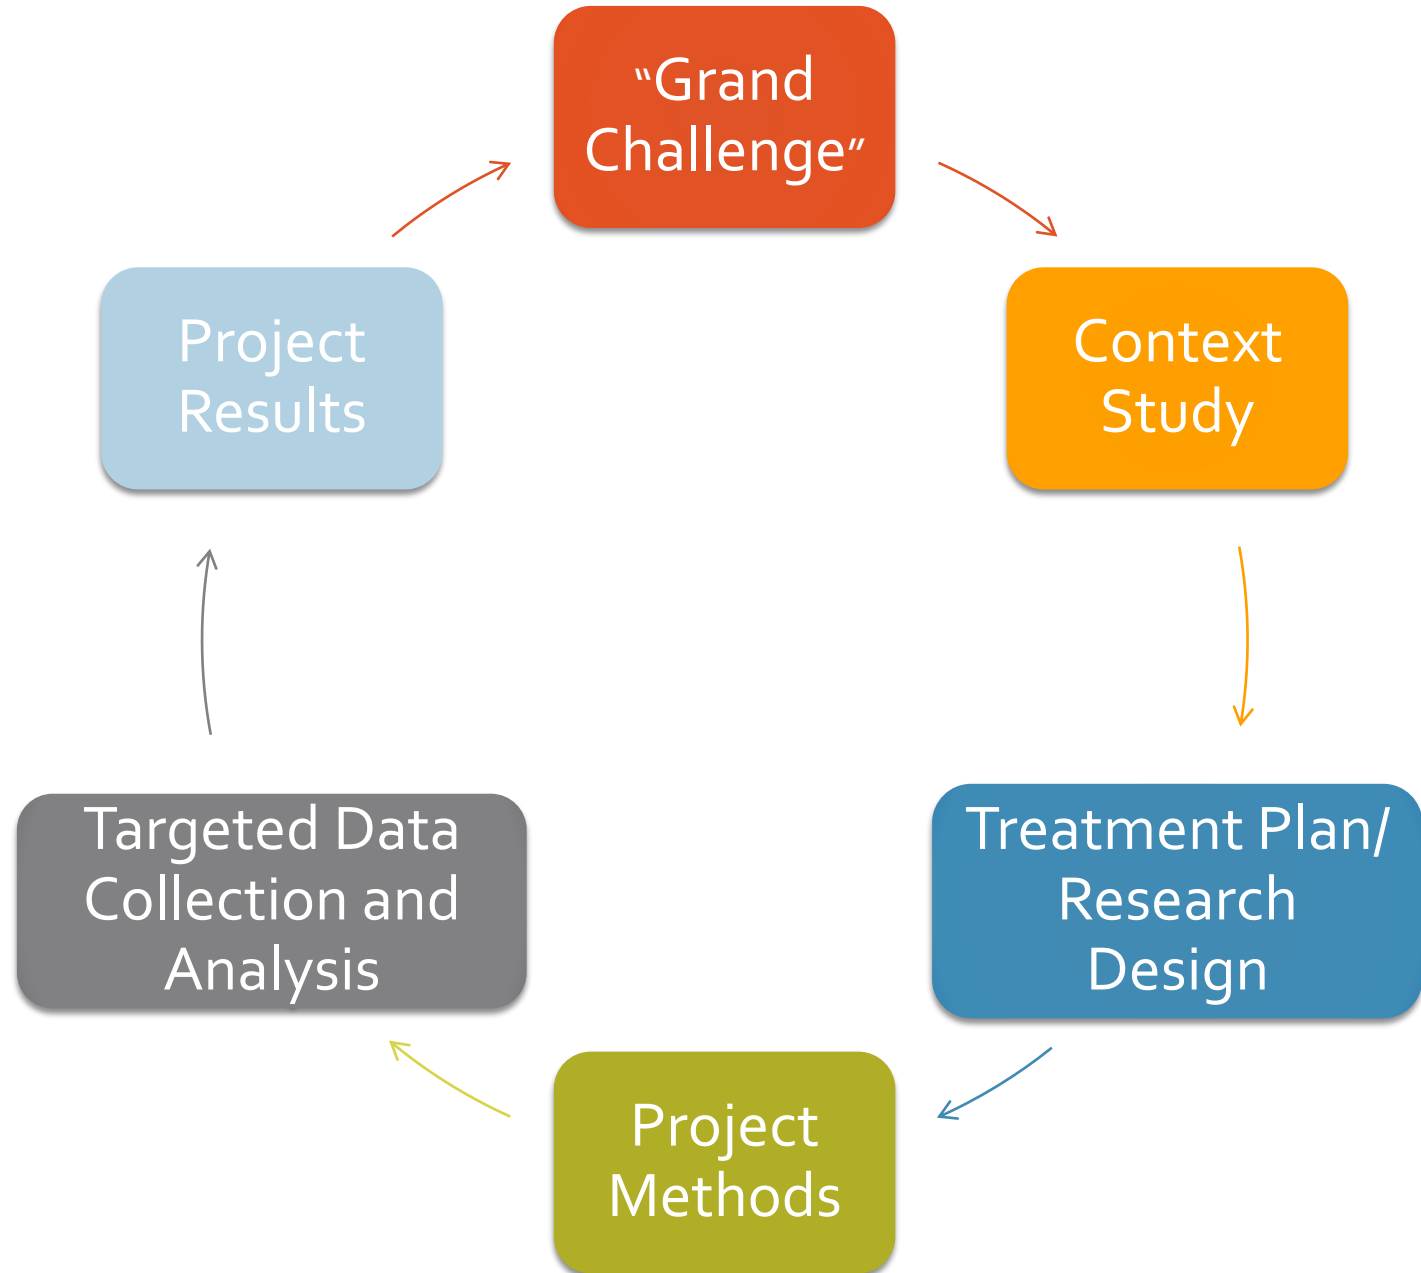 “Grand
Challenge”
Context
Study
Treatment Plan/
Research
Design
Project
Methods
Targeted Data
Collection and
Analysis
Project
Results